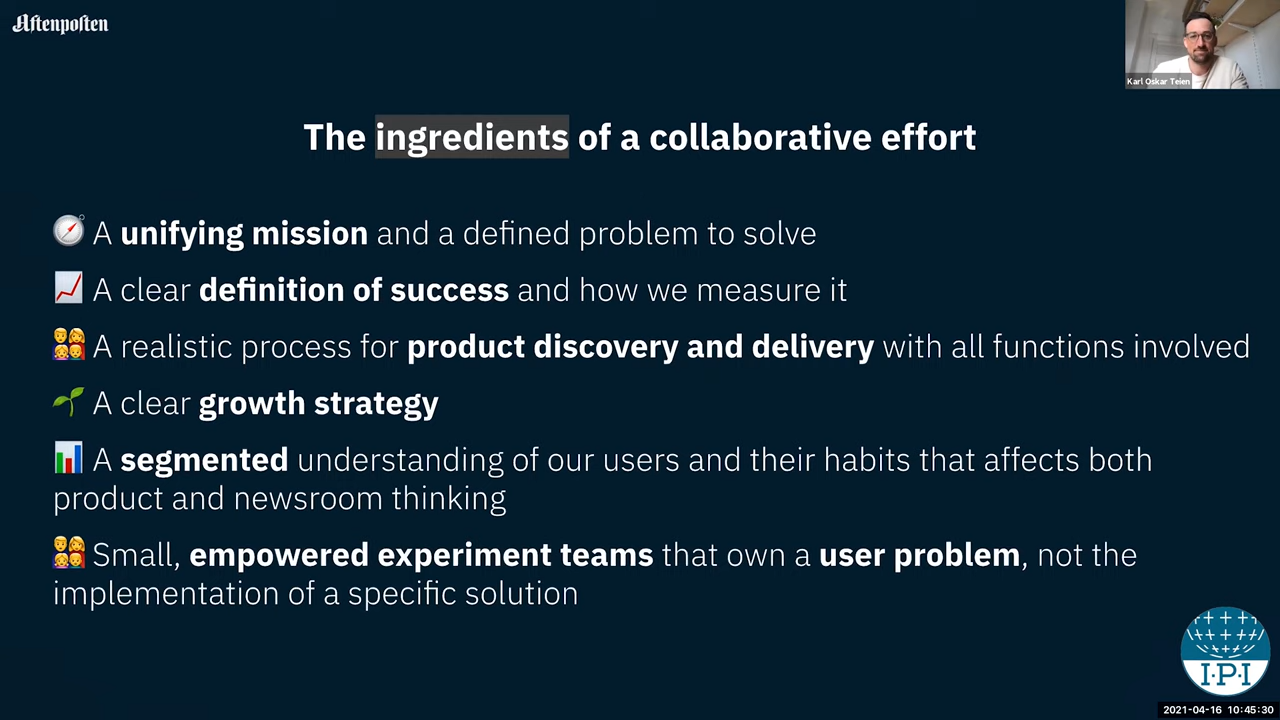 Aftenposten
Karl Oskar Teien
The ingredients of a collaborative effort
A unifying mission and a defined problem to solve
A clear definition of success and how we measure it
A realistic process for product discovery and delivery with all functions involved
A clear growth strategy
A segmented understanding of our users and their habits that affects both
product and newsroom thinking
Small, empowered experiment teams that own a user problem, not the
implementation of a specific solution
I·P·I
2021-04-16 10:45:30